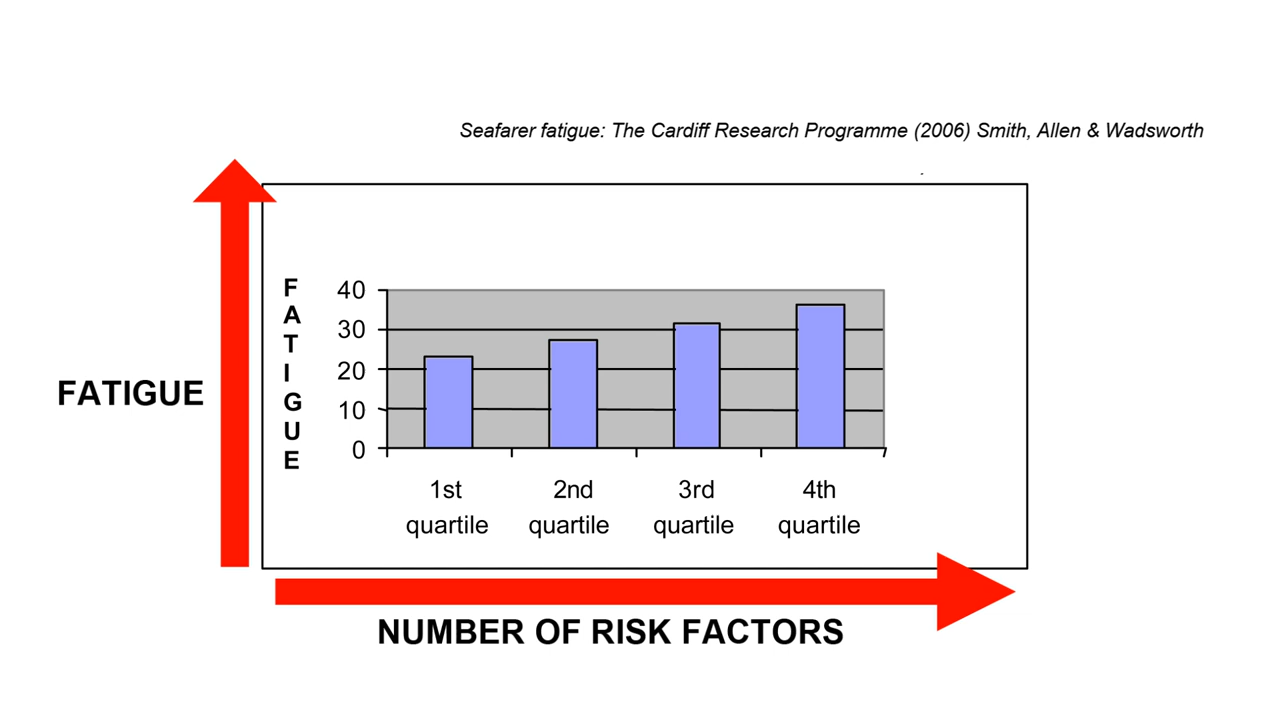 Seafarer fatigue: The Cardiff Research Programme (2006) Smith, Allen & Wadsworth
FATIGUE
FATIGUE
40
30
20
10
0
1st quartile
2nd quartile
3rd quartile
4th quartile
NUMBER OF RISK FACTORS